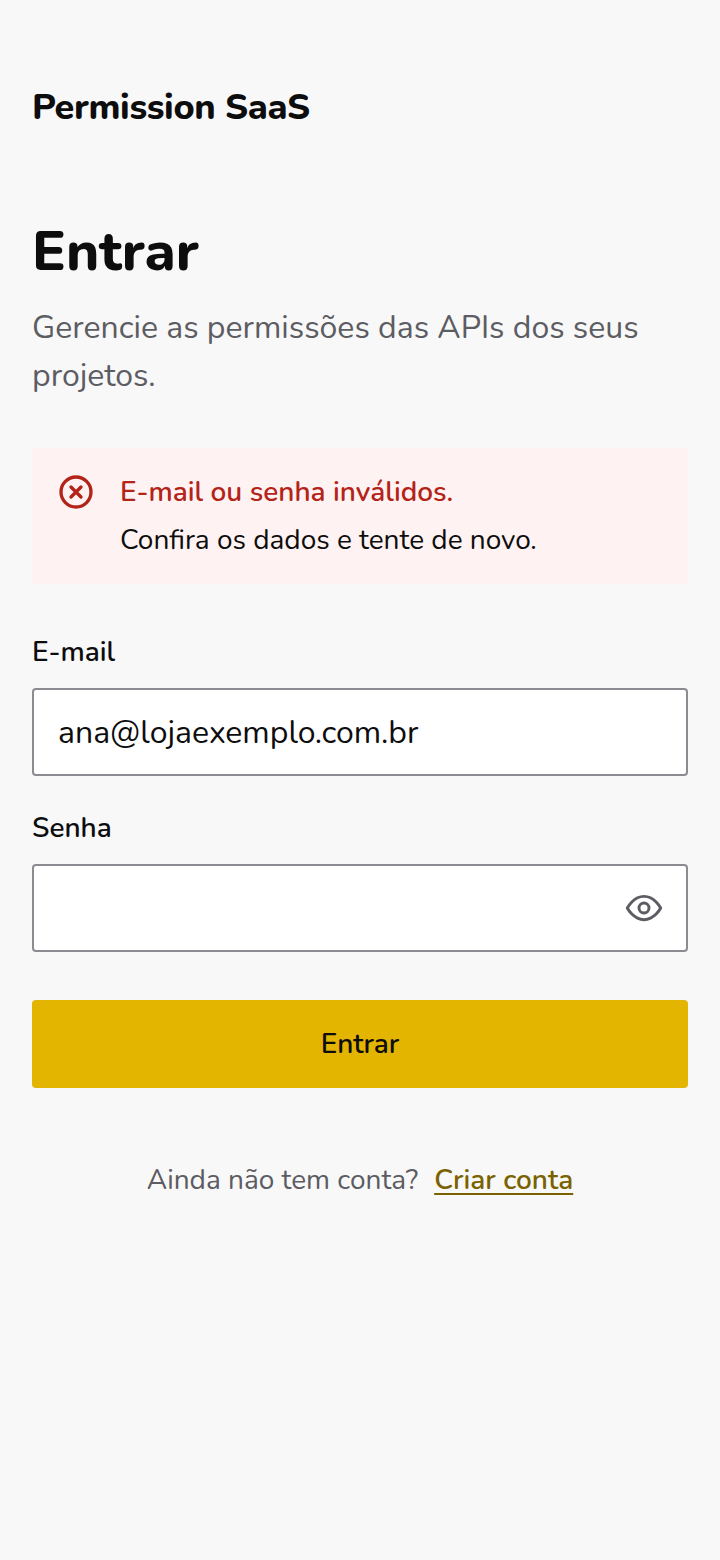 Permission SaaS
Entrar
Gerencie as permissões das APIs dos seus
projetos.
E-mail ou senha inválidos.
Confira os dados e tente de novo.
E-mail
ana@lojaexemplo.com.br
Senha
Entrar
Ainda não tem conta? Criar conta